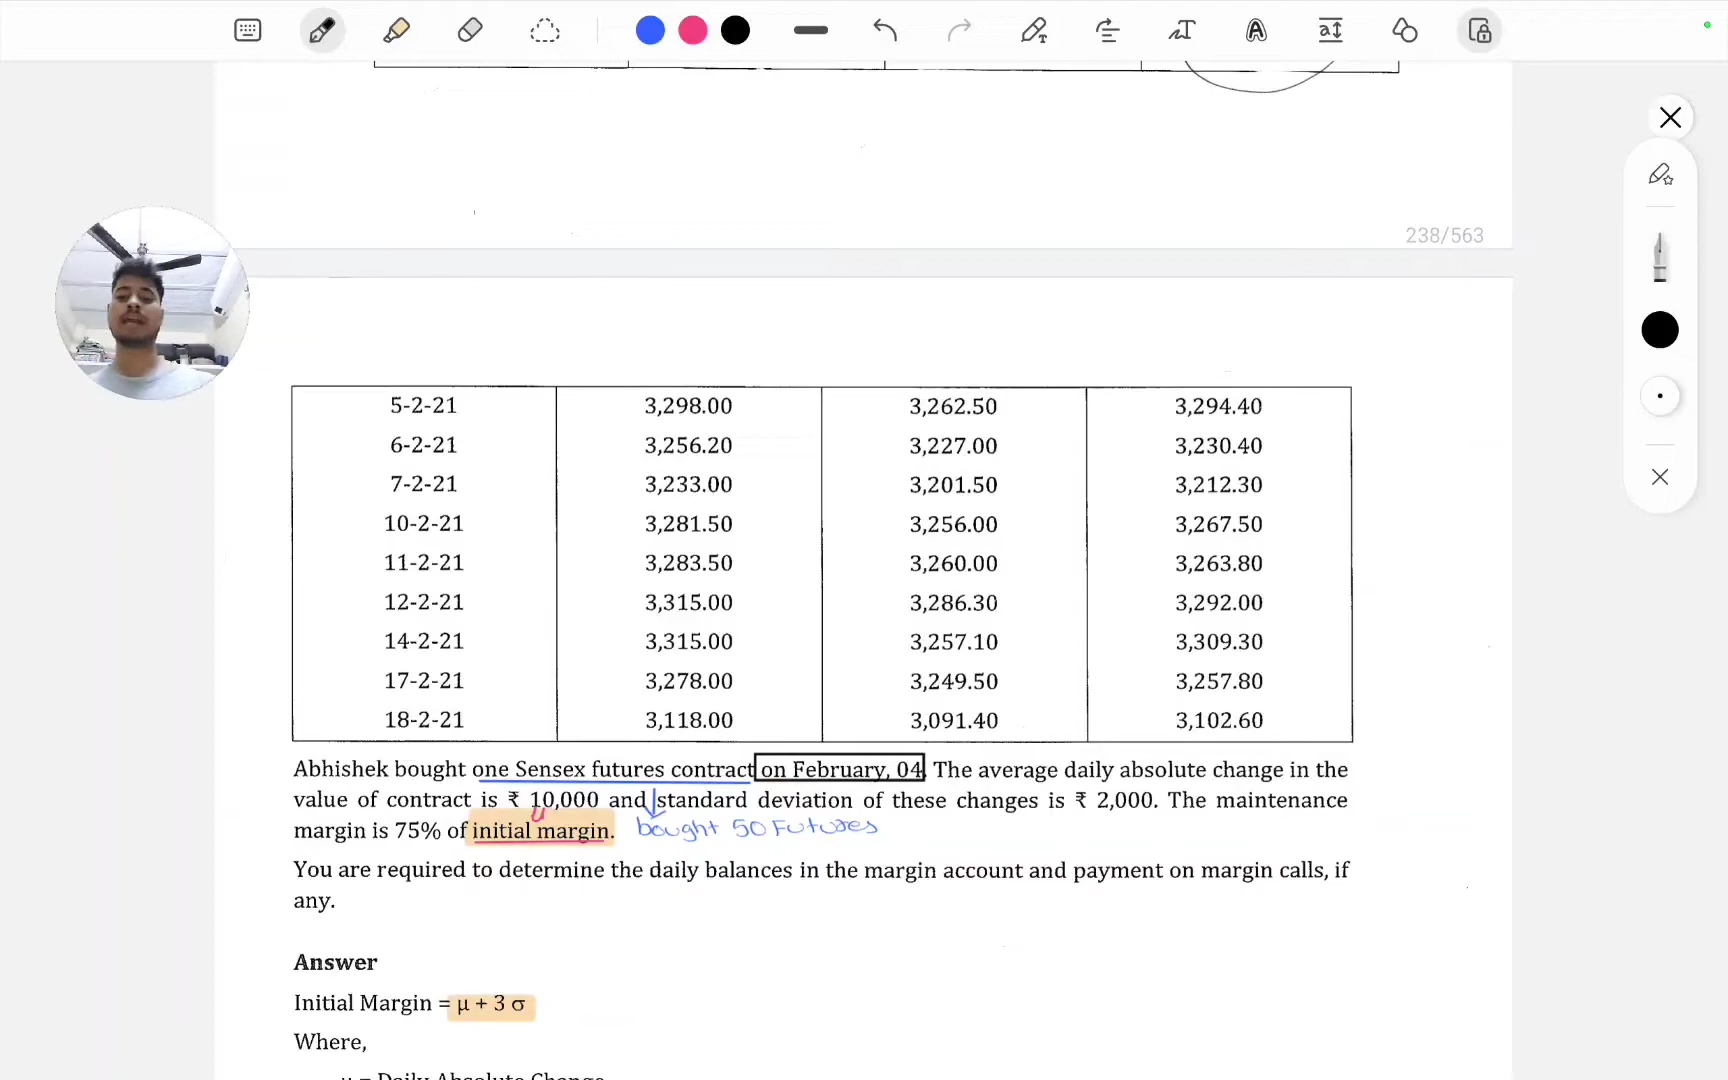 238/563
5-2-21 3,298.00 3,262.50 3,294.40
6-2-21 3,256.20 3,227.00 3,230.40
7-2-21 3,233.00 3,201.50 3,212.30
10-2-21 3,281.50 3,256.00 3,267.50
11-2-21 3,283.50 3,260.00 3,263.80
12-2-21 3,315.00 3,286.30 3,292.00
14-2-21 3,315.00 3,257.10 3,309.30
17-2-21 3,278.00 3,249.50 3,257.80
18-2-21 3,118.00 3,091.40 3,102.60
Abhishek bought one Sensex futures contract on February, 04. The average daily absolute change in the
value of contract is ₹ 10,000 and standard deviation of these changes is ₹ 2,000. The maintenance
margin is 75% of initial margin. bought 50 Futures
You are required to determine the daily balances in the margin account and payment on margin calls, if
any.
Answer
Initial Margin = μ + 3 σ
Where,
μ = Daily Absolute Change